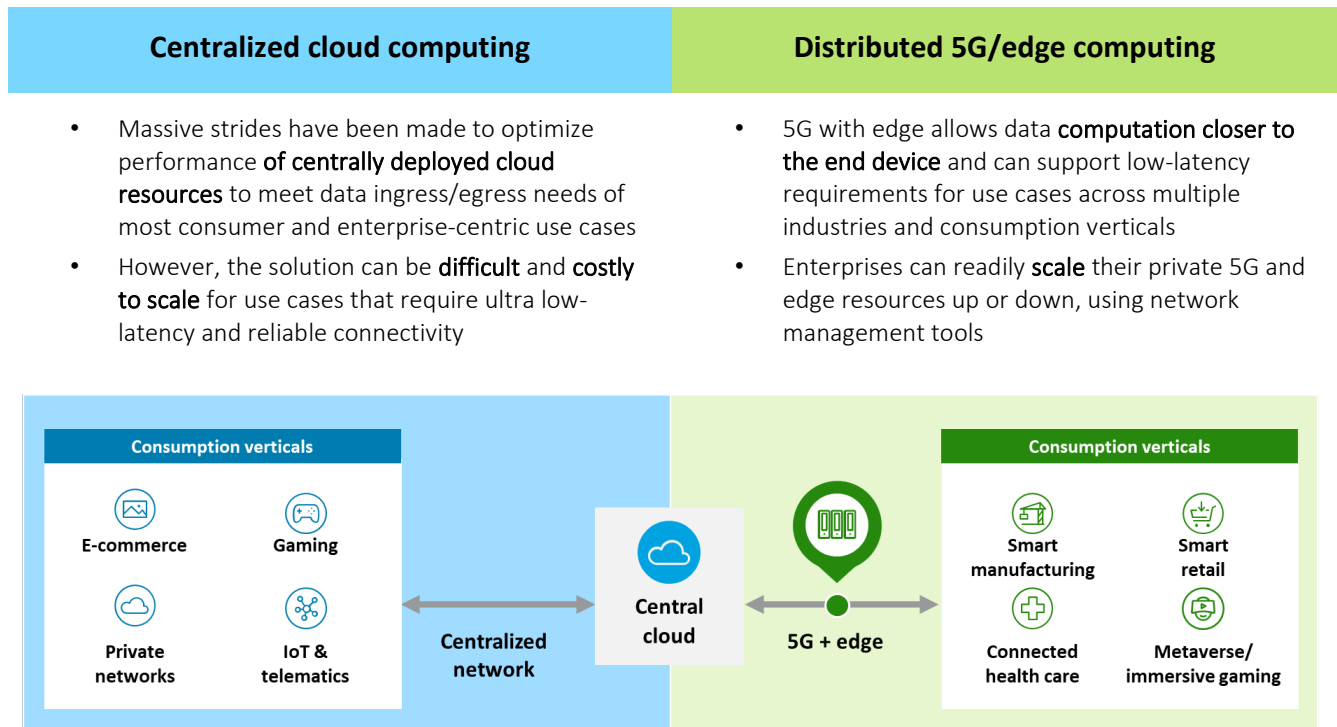 Centralized cloud computing
Distributed 5G/edge computing
• Massive strides have been made to optimize
performance of centrally deployed cloud
resources to meet data ingress/egress needs of
most consumer and enterprise-centric use cases
• However, the solution can be difficult and costly
to scale for use cases that require ultra low-
latency and reliable connectivity
• 5G with edge allows data computation closer to
the end device and can support low-latency
requirements for use cases across multiple
industries and consumption verticals
• Enterprises can readily scale their private 5G and
edge resources up or down, using network
management tools
Consumption verticals
E-commerce
Gaming
Private
networks
IoT &
telematics
Centralized
network
Central
cloud
5G + edge
Consumption verticals
Smart
manufacturing
Smart
retail
Connected
health care
Metaverse/
immersive gaming